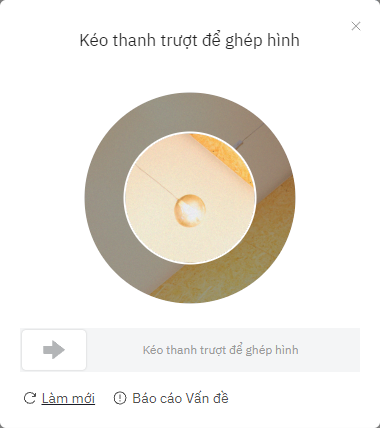 Kéo thanh trượt để ghép hình
Kéo thanh trượt để ghép hình
Làm mới
Báo cáo Vấn đề